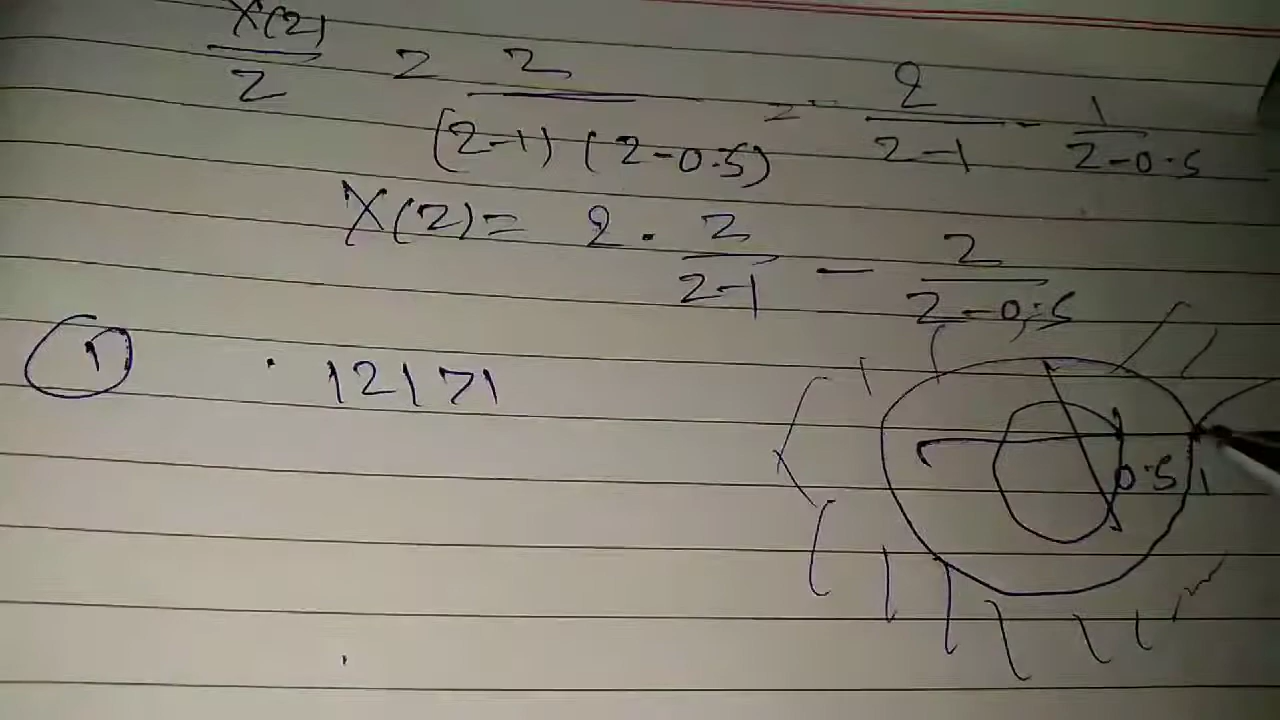 X(z)/z = z/((z-1)(z-0.5)) = 2/(z-1) - 1/(z-0.5)
X(z) = 2 · z/(z-1) - z/(z-0.5)
① |z| > 1
0.5 1